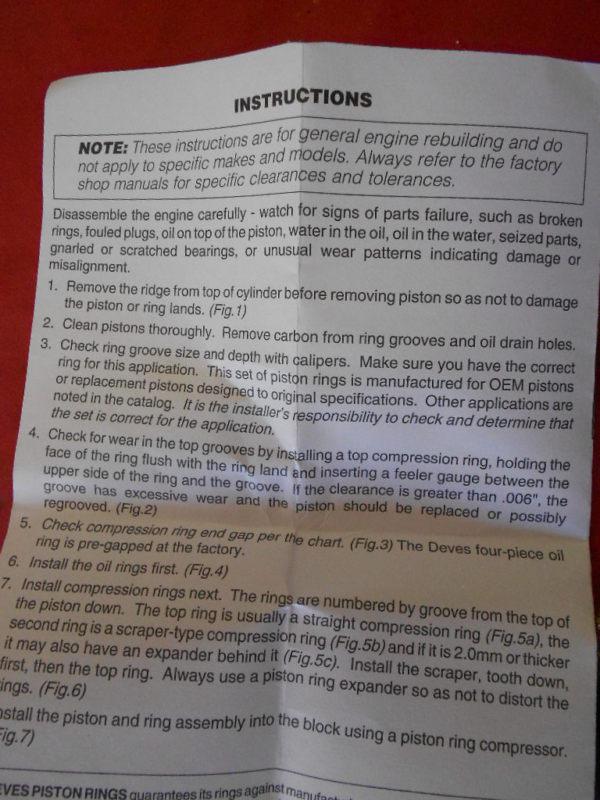 INSTRUCTIONS
NOTE: These instructions are for general engine rebuilding and do
not apply to specific makes and models. Always refer to the factory
shop manuals for specific clearances and tolerances.
Disassemble the engine carefully - watch for signs of parts failure, such as broken
rings, fouled plugs, oil on top of the piston, water in the oil, oil in the water, seized parts,
gnarled or scratched bearings, or unusual wear patterns indicating damage or
misalignment.
1. Remove the ridge from top of cylinder before removing piston so as not to damage
the piston or ring lands. (Fig.1)
2. Clean pistons thoroughly. Remove carbon from ring grooves and oil drain holes.
3. Check ring groove size and depth with calipers. Make sure you have the correct
ring for this application. This set of piston rings is manufactured for OEM pistons
or replacement pistons designed to original specifications. Other applications are
noted in the catalog. It is the installer's responsibility to check and determine that
the set is correct for the application.
4. Check for wear in the top grooves by installing a top compression ring, holding the
face of the ring flush with the ring land and inserting a feeler gauge between the
upper side of the ring and the groove. If the clearance is greater than .006", the
groove has excessive wear and the piston should be replaced or possibly
regrooved. (Fig.2)
5. Check compression ring end gap per the chart. (Fig.3) The Deves four-piece oil
ring is pre-gapped at the factory.
6. Install the oil rings first. (Fig.4)
7. Install compression rings next. The rings are numbered by groove from the top of
the piston down. The top ring is usually a straight compression ring (Fig.5a), the
second ring is a scraper-type compression ring (Fig.5b) and if it is 2.0mm or thicker
it may also have an expander behind it (Fig.5c). Install the scraper, tooth down,
first, then the top ring. Always use a piston ring expander so as not to distort the
ings. (Fig.6)
nstall the piston and ring assembly into the block using a piston ring compressor.
Fig.7)
EVES PISTON RINGS guarantees its rings against